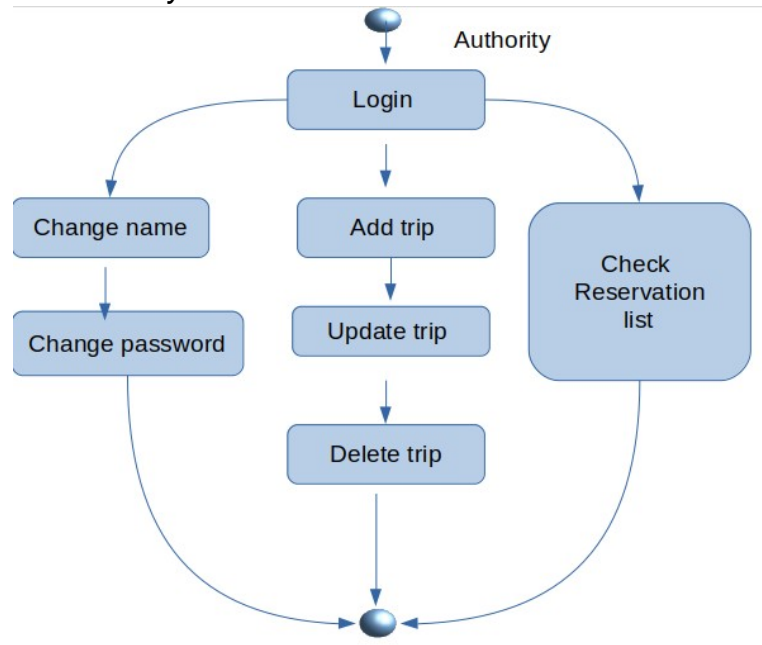 Authority
Login
Change name
Add trip
Check
Reservation
list
Change password
Update trip
Delete trip